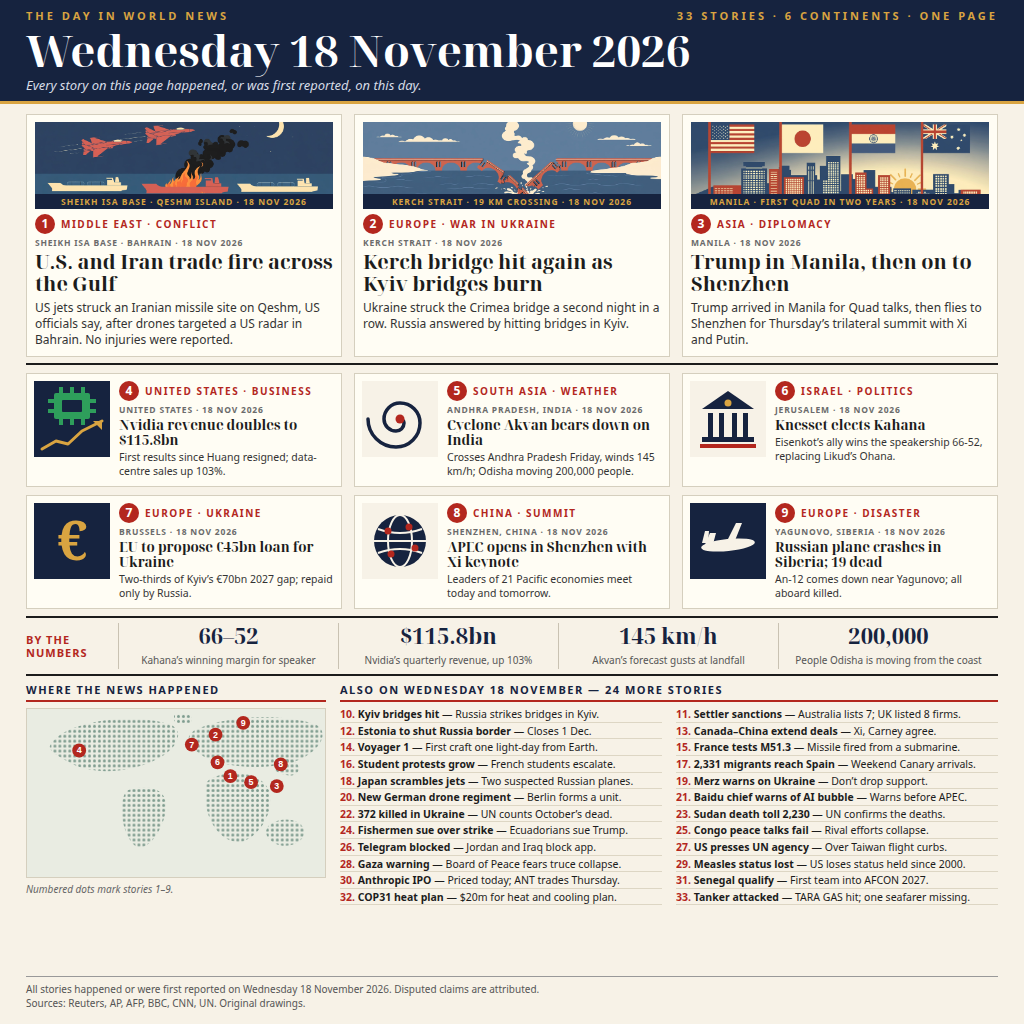 THE DAY IN WORLD NEWS
33 STORIES · 6 CONTINENTS · ONE PAGE
Wednesday 18 November 2026
Every story on this page happened, or was first reported, on this day.
SHEIKH ISA BASE · QESHM ISLAND · 18 NOV 2026
1 MIDDLE EAST · CONFLICT
SHEIKH ISA BASE · BAHRAIN · 18 NOV 2026
U.S. and Iran trade fire across
the Gulf
US jets struck an Iranian missile site on Qeshm, US
officials say, after drones targeted a US radar in
Bahrain. No injuries were reported.
KERCH STRAIT · 19 KM CROSSING · 18 NOV 2026
2 EUROPE · WAR IN UKRAINE
KERCH STRAIT · 18 NOV 2026
Kerch bridge hit again as
Kyiv bridges burn
Ukraine struck the Crimea bridge a second night in a
row. Russia answered by hitting bridges in Kyiv.
MANILA · FIRST QUAD IN TWO YEARS · 18 NOV 2026
3 ASIA · DIPLOMACY
MANILA · 18 NOV 2026
Trump in Manila, then on to
Shenzhen
Trump arrived in Manila for Quad talks, then flies to
Shenzhen for Thursday's trilateral summit with Xi
and Putin.
4 UNITED STATES · BUSINESS
UNITED STATES · 18 NOV 2026
Nvidia revenue doubles to
$115.8bn
First results since Huang resigned; data-
centre sales up 103%.
5 SOUTH ASIA · WEATHER
ANDHRA PRADESH, INDIA · 18 NOV 2026
Cyclone Akvan bears down on
India
Crosses Andhra Pradesh Friday, winds 145
km/h; Odisha moving 200,000 people.
6 ISRAEL · POLITICS
JERUSALEM · 18 NOV 2026
Knesset elects Kahana
Eisenkot's ally wins the speakership 66-52,
replacing Likud's Ohana.
€
7 EUROPE · UKRAINE
BRUSSELS · 18 NOV 2026
EU to propose €45bn loan for
Ukraine
Two-thirds of Kyiv's €70bn 2027 gap; repaid
only by Russia.
8 CHINA · SUMMIT
SHENZHEN, CHINA · 18 NOV 2026
APEC opens in Shenzhen with
Xi keynote
Leaders of 21 Pacific economies meet
today and tomorrow.
9 EUROPE · DISASTER
YAGUNOVO, SIBERIA · 18 NOV 2026
Russian plane crashes in
Siberia; 19 dead
An-12 comes down near Yagunovo; all
aboard killed.
BY THE
NUMBERS
66–52
Kahana's winning margin for speaker
$115.8bn
Nvidia's quarterly revenue, up 103%
145 km/h
Akvan's forecast gusts at landfall
200,000
People Odisha is moving from the coast
WHERE THE NEWS HAPPENED
9
2
7
4
6
8
1
5
3
Numbered dots mark stories 1–9.
ALSO ON WEDNESDAY 18 NOVEMBER — 24 MORE STORIES
10. Kyiv bridges hit — Russia strikes bridges in Kyiv.
11. Settler sanctions — Australia lists 7; UK listed 8 firms.
12. Estonia to shut Russia border — Closes 1 Dec.
13. Canada–China extend deals — Xi, Carney agree.
14. Voyager 1 — First craft one light-day from Earth.
15. France tests M51.3 — Missile fired from a submarine.
16. Student protests grow — French students escalate.
17. 2,331 migrants reach Spain — Weekend Canary arrivals.
18. Japan scrambles jets — Two suspected Russian planes.
19. Merz warns on Ukraine — Don't drop support.
20. New German drone regiment — Berlin forms a unit.
21. Baidu chief warns of AI bubble — Warns before APEC.
22. 372 killed in Ukraine — UN counts October's dead.
23. Sudan death toll 2,230 — UN confirms the deaths.
24. Fishermen sue over strike — Ecuadorians sue Trump.
25. Congo peace talks fail — Rival efforts collapse.
26. Telegram blocked — Jordan and Iraq block app.
27. US presses UN agency — Over Taiwan flight curbs.
28. Gaza warning — Board of Peace fears truce collapse.
29. Measles status lost — US loses status held since 2000.
30. Anthropic IPO — Priced today; ANT trades Thursday.
31. Senegal qualify — First team into AFCON 2027.
32. COP31 heat plan — $20m for heat and cooling plan.
33. Tanker attacked — TARA GAS hit; one seafarer missing.
All stories happened or were first reported on Wednesday 18 November 2026. Disputed claims are attributed.
Sources: Reuters, AP, AFP, BBC, CNN, UN. Original drawings.